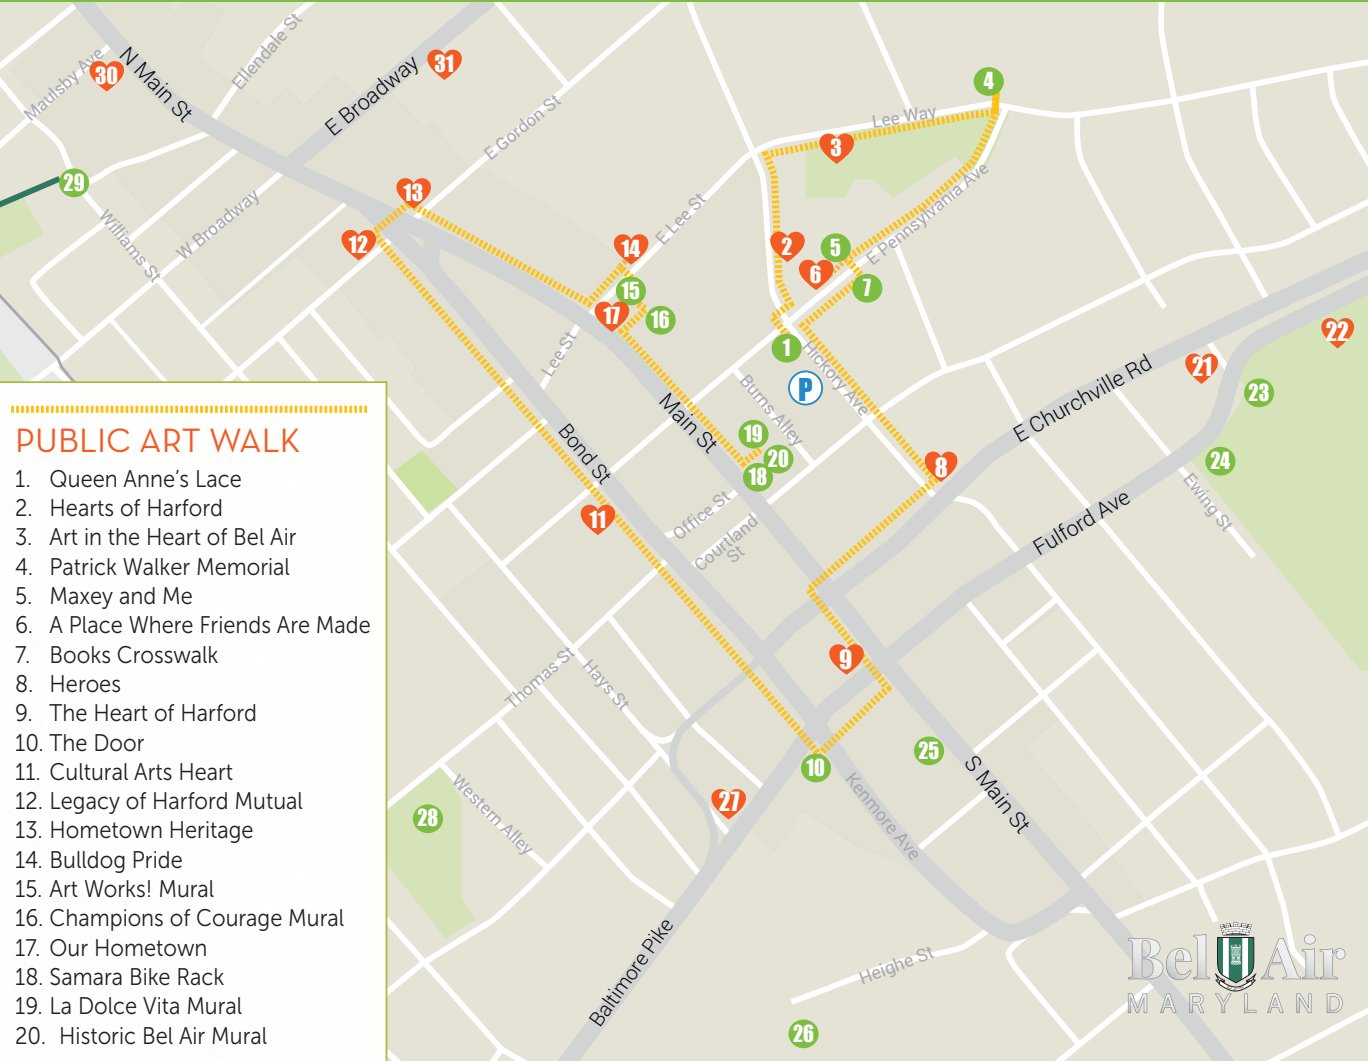 Maulsby Ave
30
N Main St
Ellendale St
E Broadway
31
E Gordon St
29
Williams St
W Broadway
13
12
14
E Lee St
15
17
16
Lee St
4
Lee Way
3
2
5
6
7
E Pennsylvania Ave
1
P
Hickory Ave
Burns Alley
Main St
19
20
18
Bond St
11
Office St
Courtland
St
8
E Churchville Rd
21
22
23
24
Ewing St
Fulford Ave
9
10
25
S Main St
Kenmore Ave
Thomas St
Hays St
27
28
Western Alley
Baltimore Pike
Heighe St
26
PUBLIC ART WALK
1. Queen Anne's Lace
2. Hearts of Harford
3. Art in the Heart of Bel Air
4. Patrick Walker Memorial
5. Maxey and Me
6. A Place Where Friends Are Made
7. Books Crosswalk
8. Heroes
9. The Heart of Harford
10. The Door
11. Cultural Arts Heart
12. Legacy of Harford Mutual
13. Hometown Heritage
14. Bulldog Pride
15. Art Works! Mural
16. Champions of Courage Mural
17. Our Hometown
18. Samara Bike Rack
19. La Dolce Vita Mural
20. Historic Bel Air Mural
Bel Air
MARYLAND